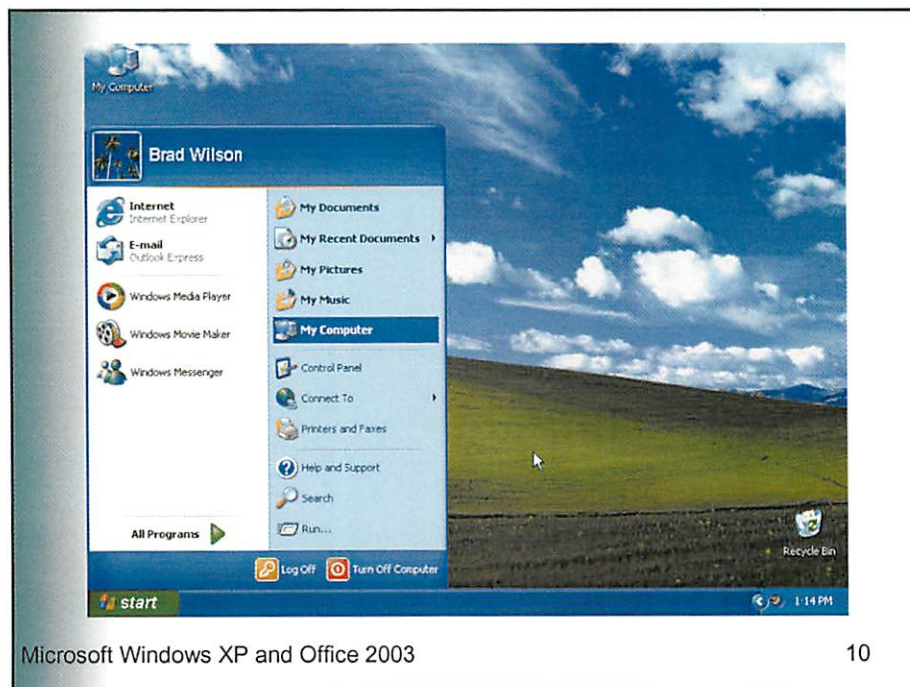 My Computer
Brad Wilson
Internet
Internet Explorer
E-mail
Outlook Express
Windows Media Player
Windows Movie Maker
Windows Messenger
All Programs
My Documents
My Recent Documents
My Pictures
My Music
My Computer
Control Panel
Connect To
Printers and Faxes
Help and Support
Search
Run...
Log Off
Turn Off Computer
Recycle Bin
start
1:14 PM
Microsoft Windows XP and Office 2003
10